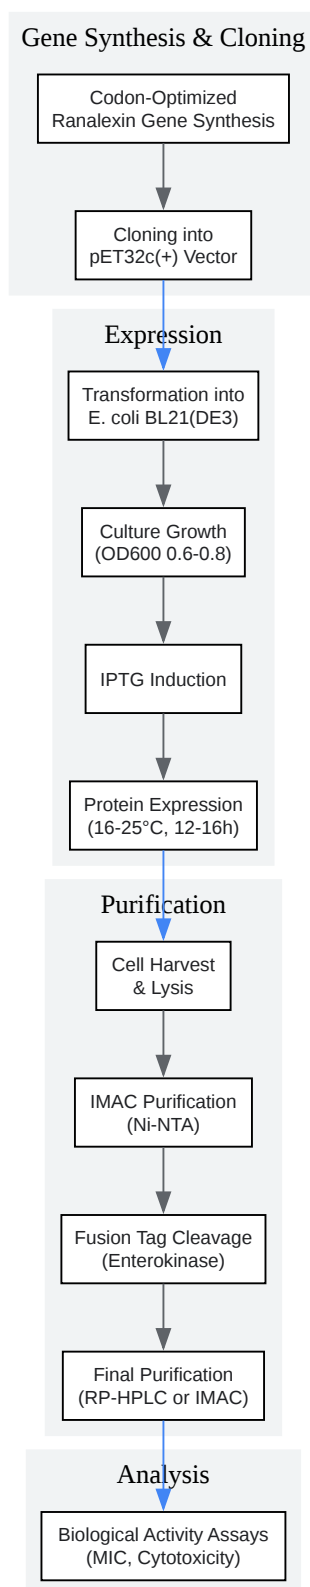 Gene Synthesis & Cloning
Codon-Optimized
Ranalexin Gene Synthesis
Cloning into
pET32c(+) Vector
Expression
Transformation into
E. coli BL21(DE3)
Culture Growth
(OD600 0.6-0.8)
IPTG Induction
Protein Expression
(16-25°C, 12-16h)
Purification
Cell Harvest
& Lysis
IMAC Purification
(Ni-NTA)
Fusion Tag Cleavage
(Enterokinase)
Final Purification
(RP-HPLC or IMAC)
Analysis
Biological Activity Assays
(MIC, Cytotoxicity)